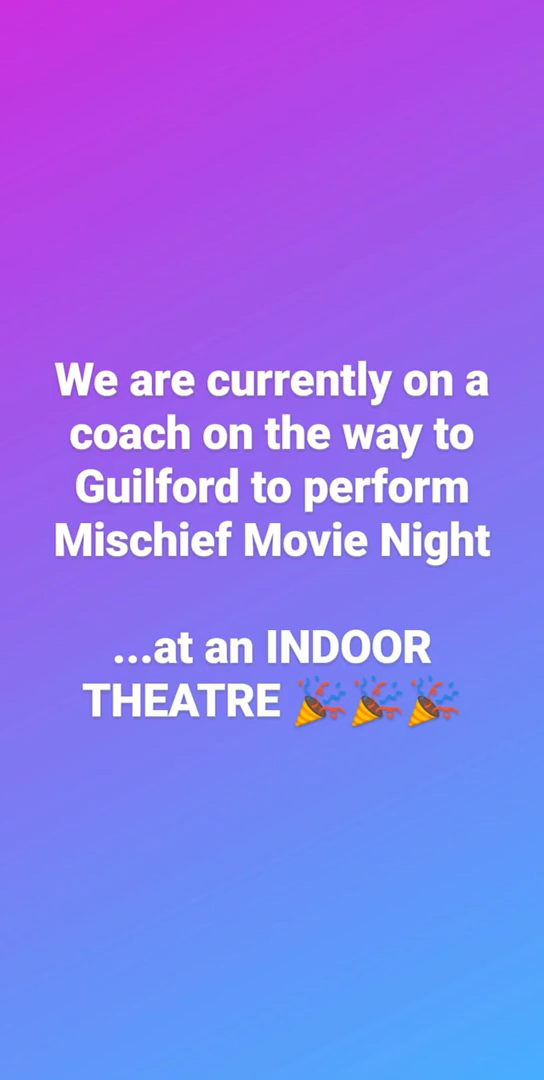 We are currently on a
coach on the way to
Guilford to perform
Mischief Movie Night
...at an INDOOR
THEATRE 🎉🎉🎉